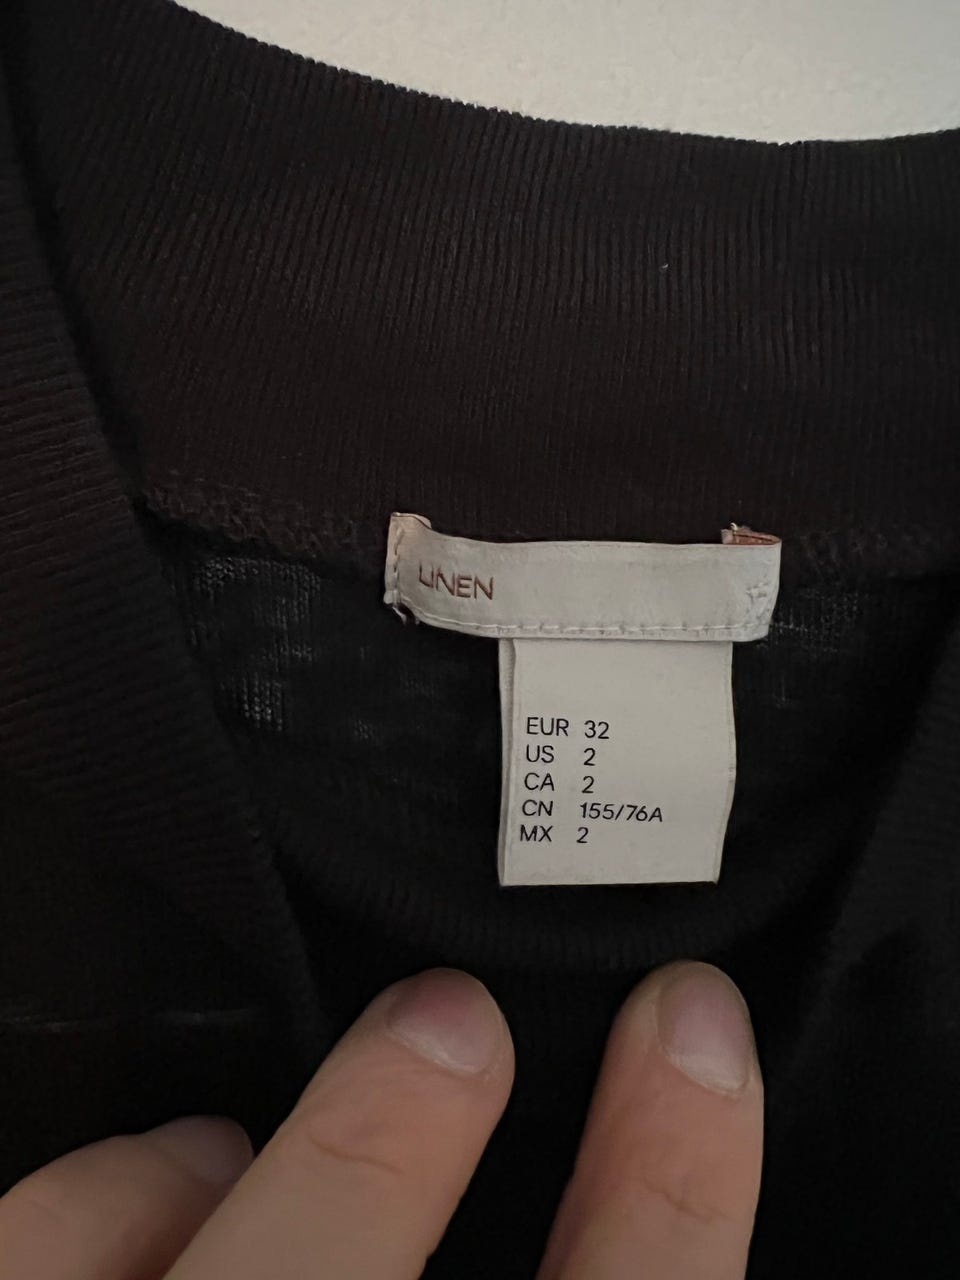 LINEN
EUR 32
US 2
CA 2
CN 155/76A
MX 2